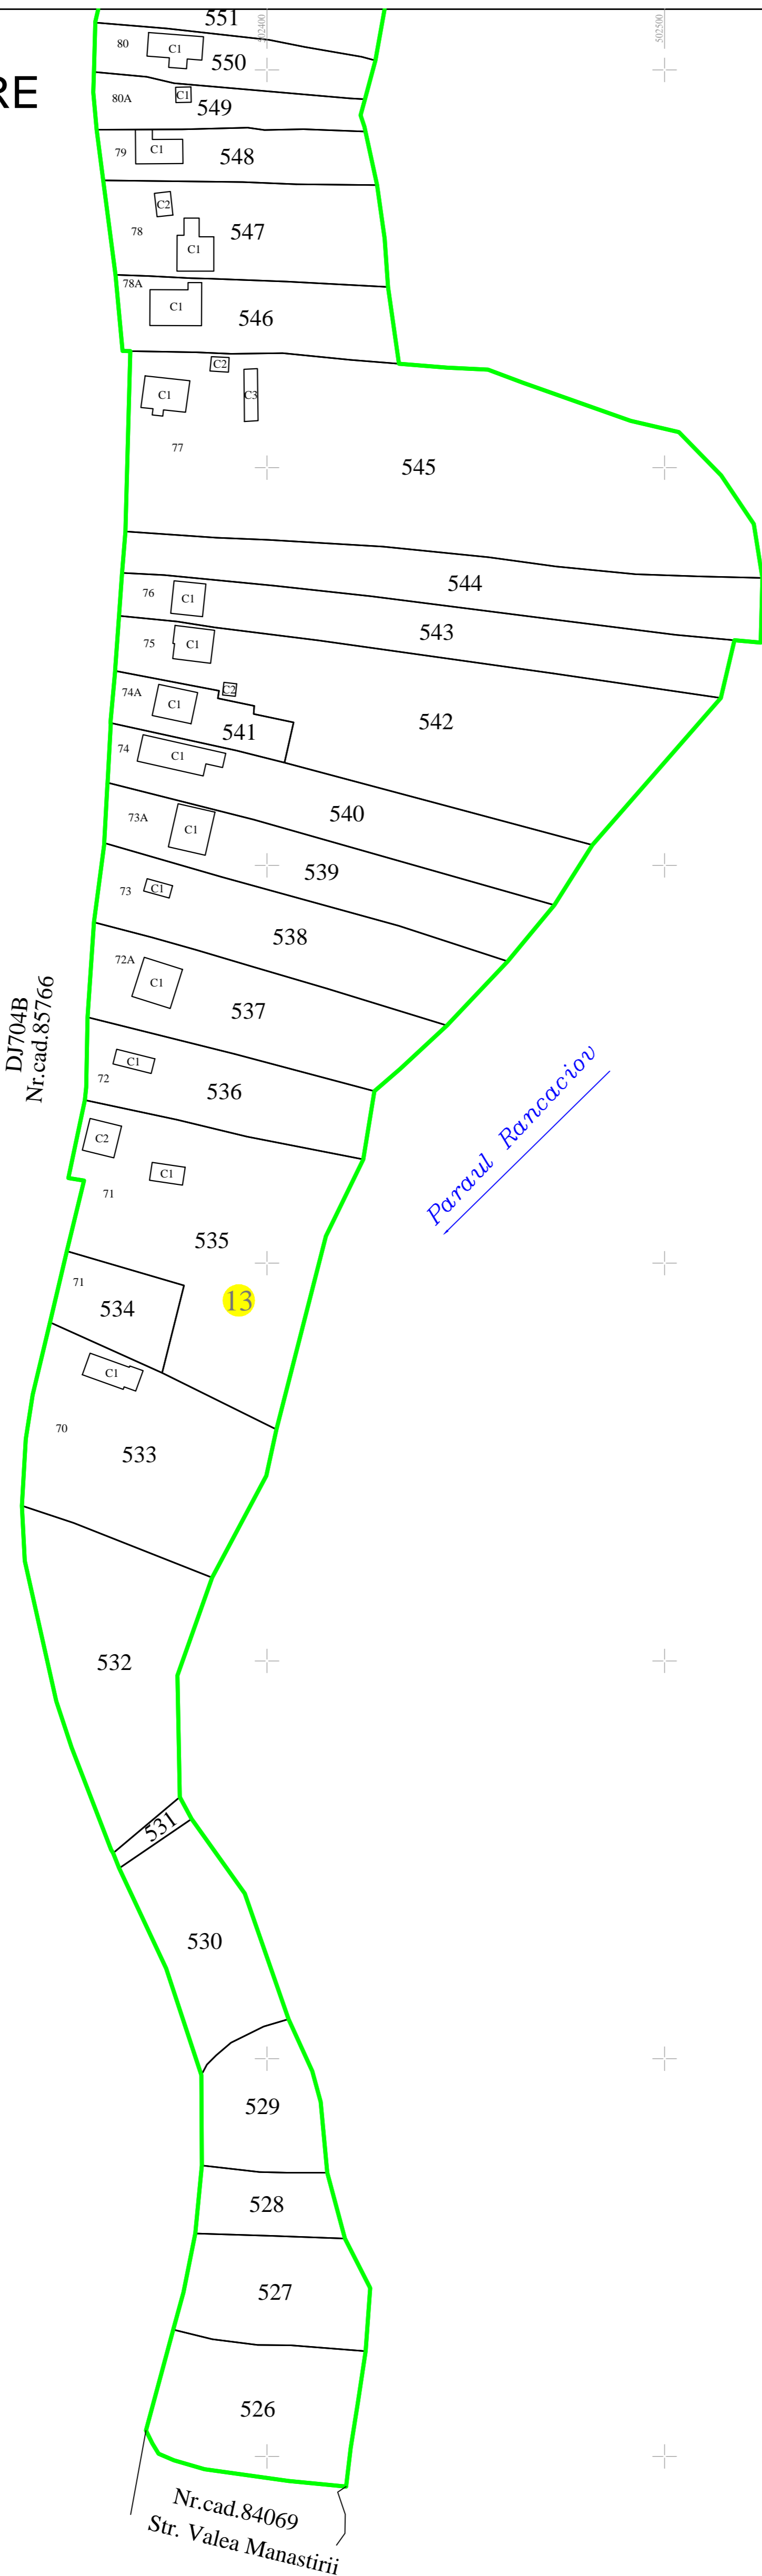 551
502400
502500
80
C1
550
RE
80A
C1
549
79
C1
548
C2
78
547
C1
78A
C1
546
C2
C1
C3
77
545
544
76
C1
543
75
C1
74A
C2
C1
542
541
74
C1
540
73A
C1
539
73
C1
538
72A
C1
537
DJ704B
Nr.cad.85766
C1
72
536
Paraul Rancaciov
C2
C1
71
535
71
534
13
C1
70
533
532
531
530
529
528
527
526
Nr.cad.84069
Str. Valea Manastirii